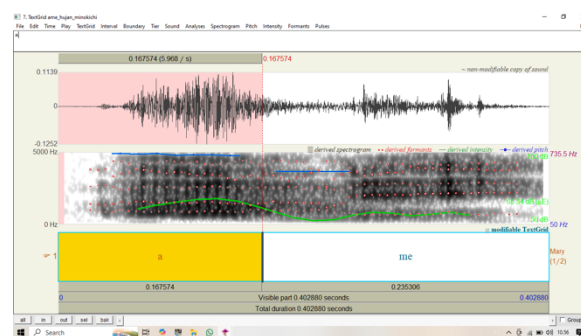 7. TextGrid ame_hujan_minokichi
File Edit Time Play TextGrid Interval Boundary Tier Sound Analyses Spectrogram Pitch Intensity Formants Pulses
a
0.167574 (5.968 / s) 0.167574
0.1139 ~ non-modifiable copy of sound
0
-0.1252
derived spectrogram derived formants derived intensity derived pitch
5000 Hz 735.5 Hz
0 Hz 50 Hz
modifiable TextGrid
1 a me Mary (1/2)
0.167574 0.235306
0 Visible part 0.402880 seconds 0.402880
Total duration 0.402880 seconds
all in out sel bak Group
Search 10:56